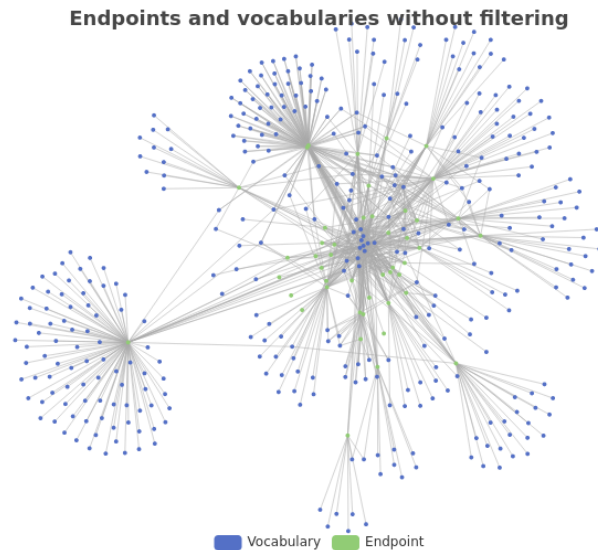 Endpoints and vocabularies without filtering
Vocabulary Endpoint